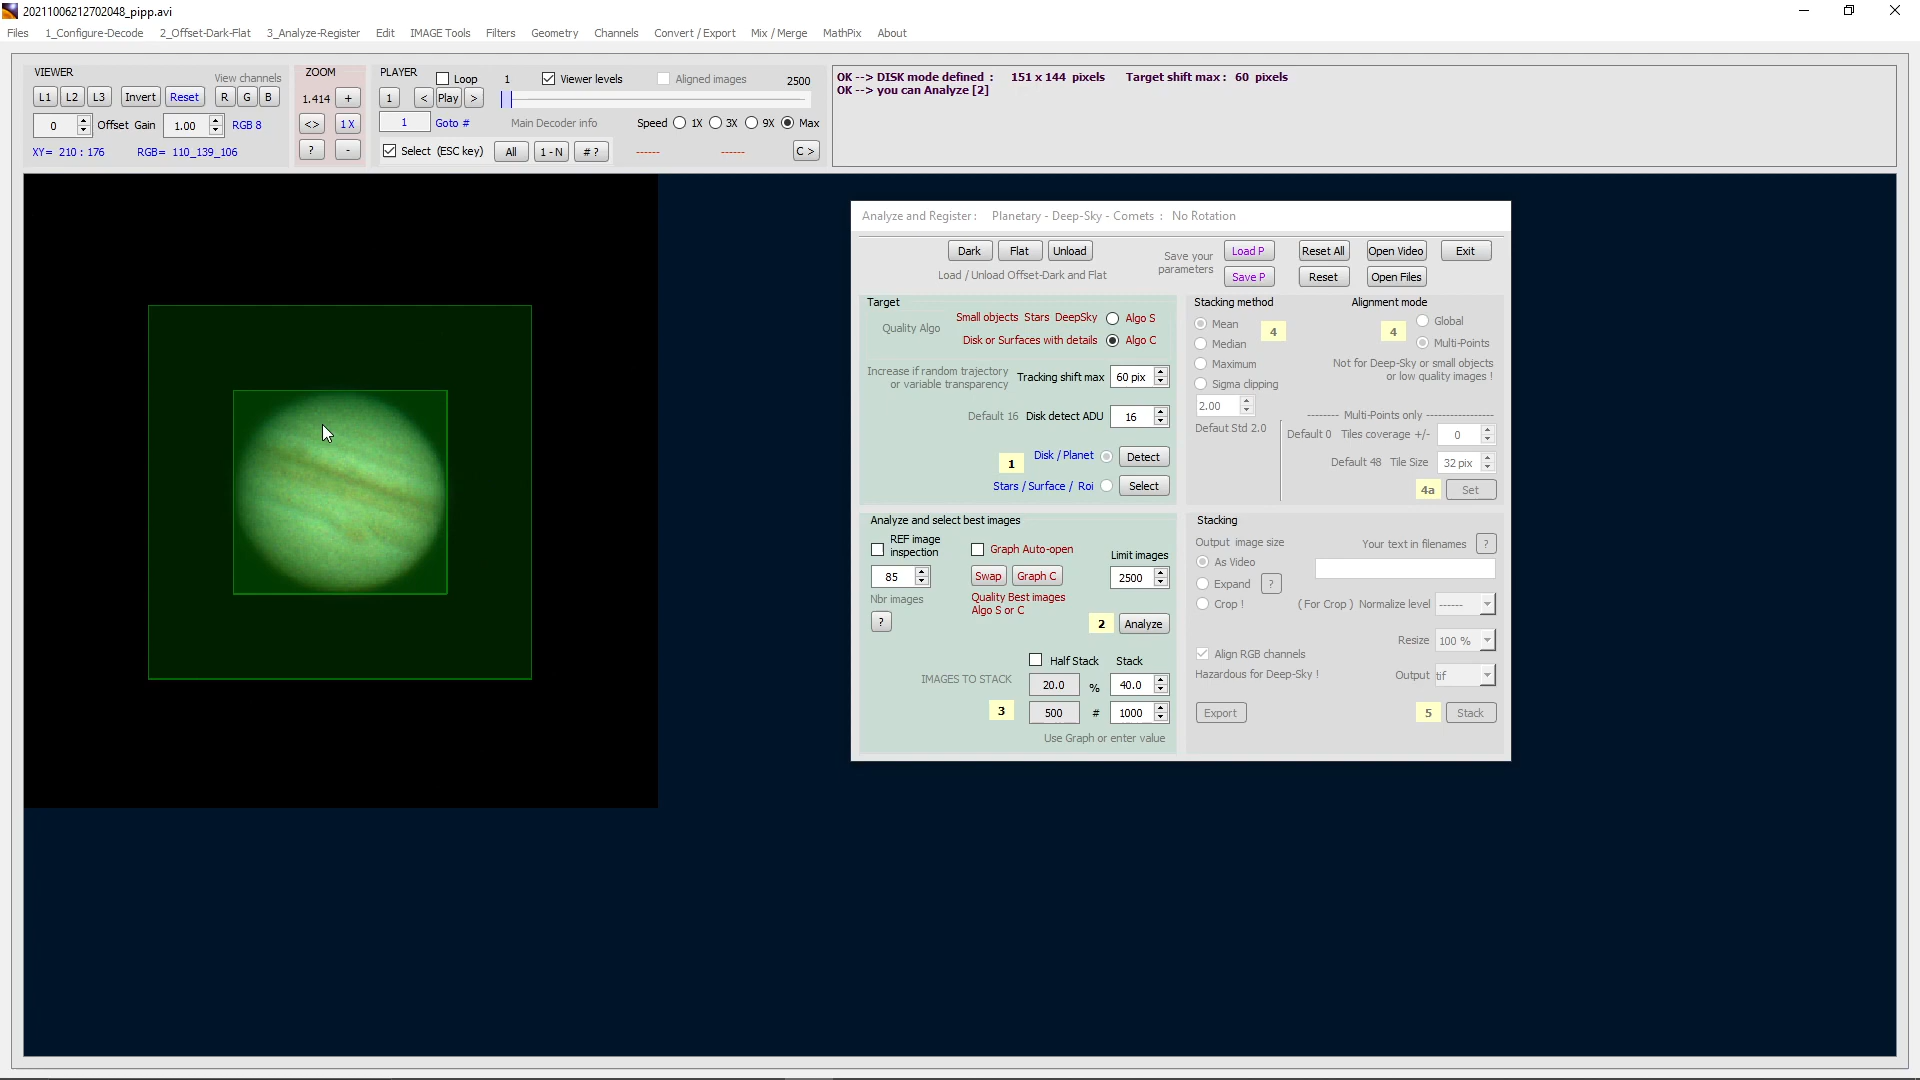 20211006212702048_pipp.avi
Files 1_Configure-Decode 2_Offset-Dark-Flat 3_Analyze-Register Edit IMAGE Tools Filters Geometry Channels Convert / Export Mix / Merge MathPix About
VIEWER
View channels
L1 L2 L3 Invert Reset R G B
0 Offset Gain 1.00 RGB 8
XY= 210 : 176 RGB= 110_139_106
ZOOM
1.414 +
<> 1 X
? -
PLAYER Loop 1 Viewer levels Aligned images 2500
1 < Play >
1 Goto # Main Decoder info Speed 1X 3X 9X Max
Select (ESC key) All 1 - N # ? ------ ------ C >
OK --> DISK mode defined : 151 x 144 pixels Target shift max : 60 pixels
OK --> you can Analyze [2]
Analyze and Register : Planetary - Deep-Sky - Comets : No Rotation
Dark Flat Unload
Load / Unload Offset-Dark and Flat
Save your
parameters
Load P Reset All Open Video Exit
Save P Reset Open Files
Target
Quality Algo
Small objects Stars DeepSky Algo S
Disk or Surfaces with details Algo C
Increase if random trajectory
or variable transparency
Tracking shift max 60 pix
Default 16 Disk detect ADU 16
1 Disk / Planet Detect
Stars / Surface / Roi Select
Stacking method
Mean 4
Median
Maximum
Sigma clipping
2.00
Defaut Std 2.0
Alignment mode
4 Global
Multi-Points
Not for Deep-Sky or small objects
or low quality images !
-------- Multi-Points only -----------------
Default 0 Tiles coverage +/- 0
Default 48 Tile Size 32 pix
4a Set
Analyze and select best images
REF image
inspection
85
Nbr images
?
Graph Auto-open
Swap Graph C
Quality Best images
Algo S or C
Limit images
2500
2 Analyze
Half Stack Stack
IMAGES TO STACK 20.0 % 40.0
3 500 # 1000
Use Graph or enter value
Stacking
Output image size
As Video
Expand ?
Crop !
Your text in filenames ?
( For Crop ) Normalize level ------
Resize 100 %
Align RGB channels
Hazardous for Deep-Sky !
Output tif
Export 5 Stack